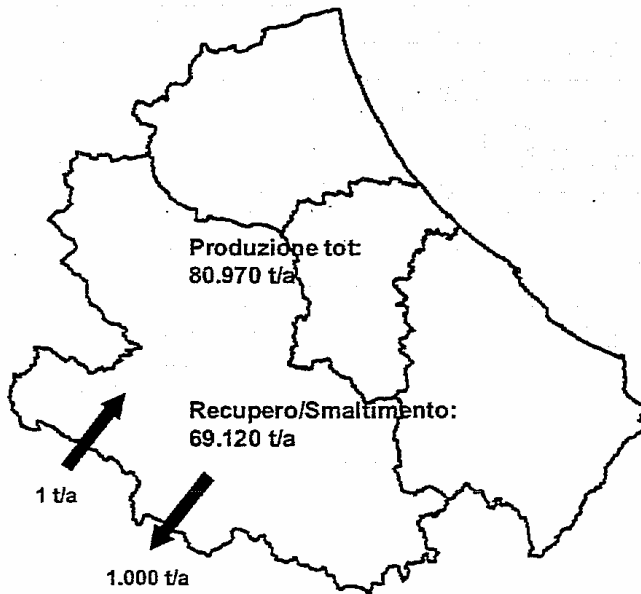 Produzione tot:
80.970 t/a
Recupero/Smaltimento:
69.120 t/a
1 t/a
1.000 t/a